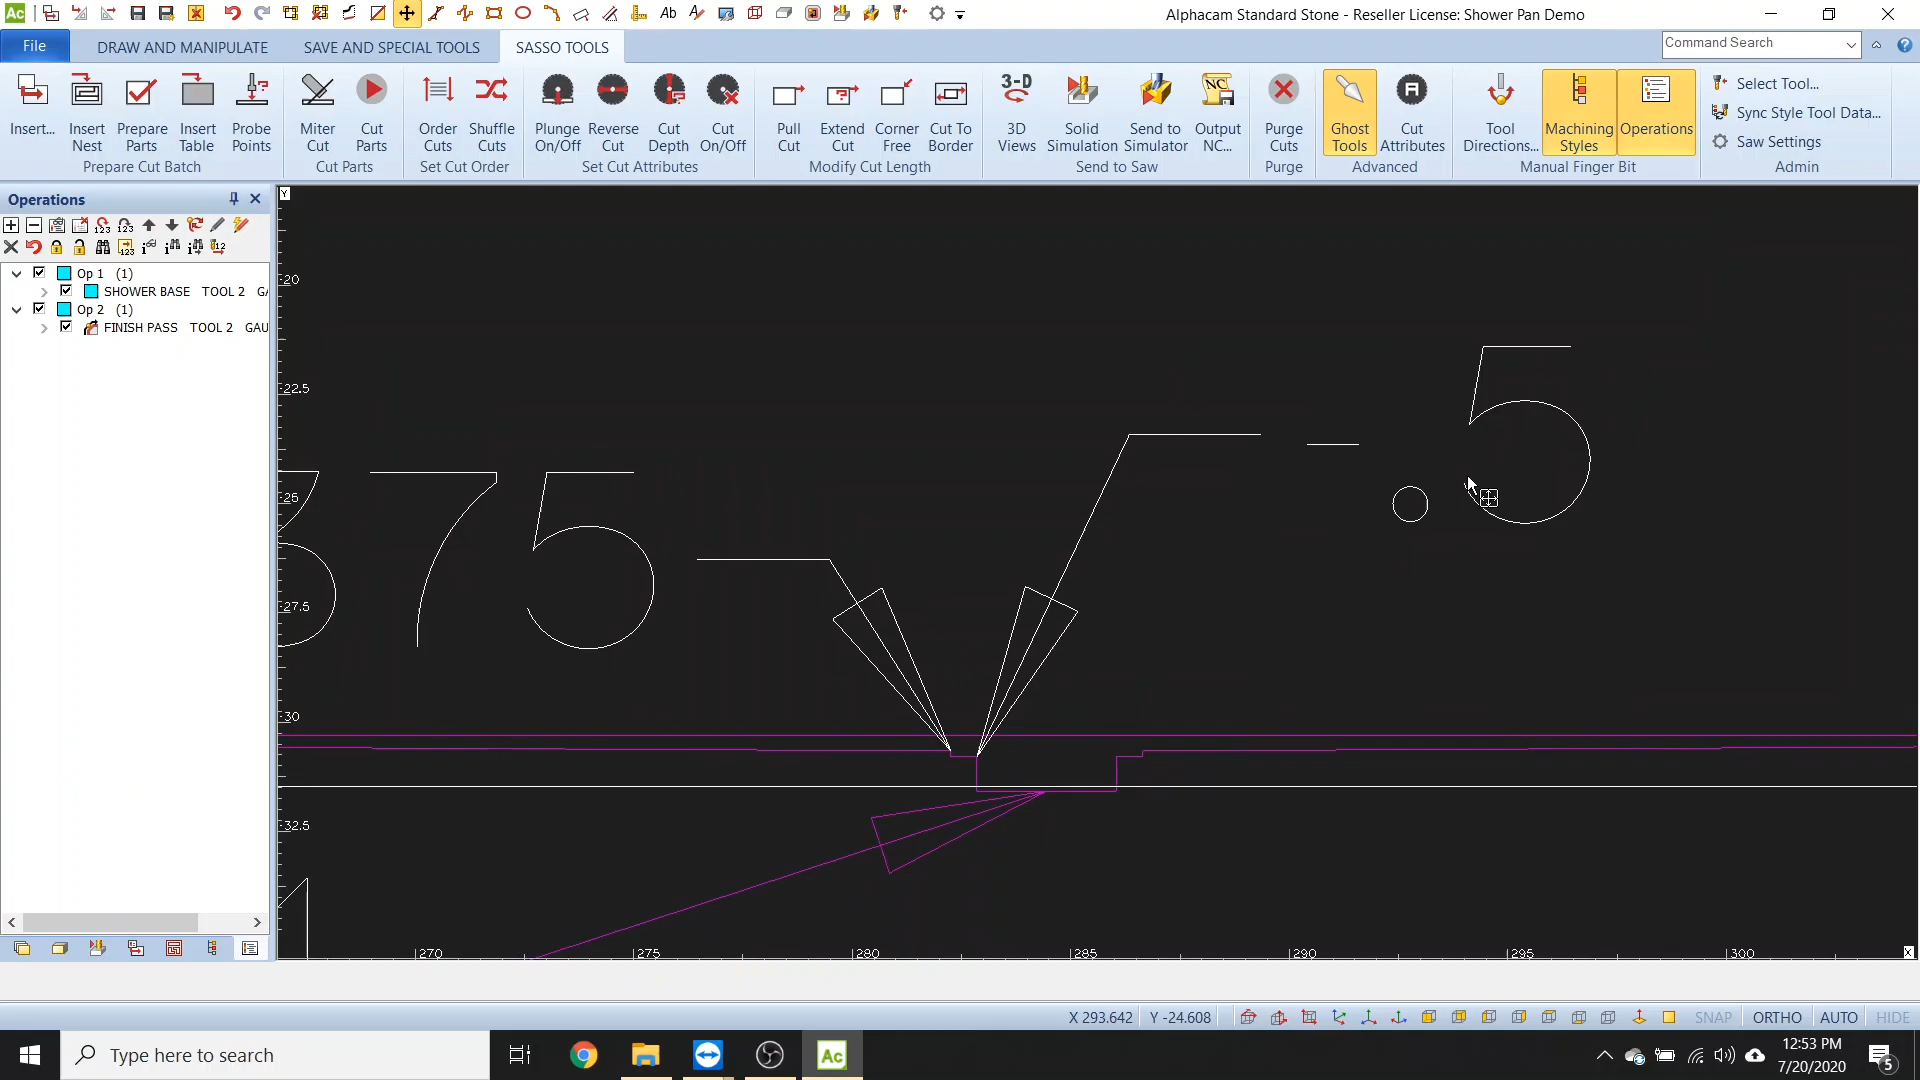 Ac
Ab
Alphacam Standard Stone - Reseller License: Shower Pan Demo
File
DRAW AND MANIPULATE
SAVE AND SPECIAL TOOLS
SASSO TOOLS
Command Search
Insert...
Insert Nest
Prepare Parts
Insert Table
Probe Points
Prepare Cut Batch
Miter Cut
Cut Parts
Cut Parts
Order Cuts
Shuffle Cuts
Set Cut Order
Plunge On/Off
Reverse Cut
Cut Depth
Cut On/Off
Set Cut Attributes
Pull Cut
Extend Cut
Corner Free
Cut To Border
Modify Cut Length
3-D
3D Views
Solid Simulation
Send to Simulator
NC
Output NC...
Send to Saw
Purge Cuts
Purge
Ghost Tools
A
Cut Attributes
Advanced
Tool Directions...
Machining Styles
Operations
Manual Finger Bit
Select Tool...
Sync Style Tool Data...
Saw Settings
Admin
Operations
Op 1 (1)
SHOWER BASE TOOL 2 GA
Op 2 (1)
FINISH PASS TOOL 2 GAU
Y
-20
-22.5
-25
-27.5
-30
-32.5
375
-.5
270
275
280
285
290
295
300
X
X 293.642
Y -24.608
SNAP
ORTHO
AUTO
HIDE
Type here to search
Ac
12:53 PM
7/20/2020
5